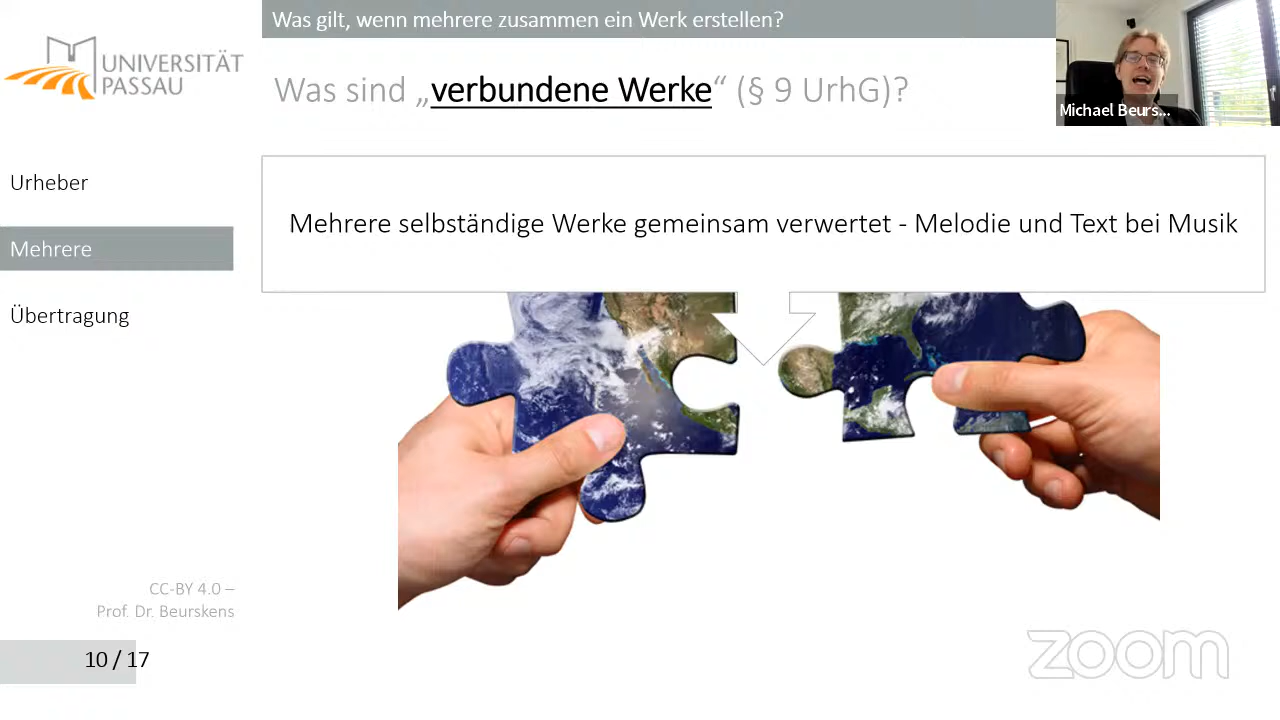 Was gilt, wenn mehrere zusammen ein Werk erstellen?
UNIVERSITÄT
PASSAU
Was sind „verbundene Werke“ (§ 9 UrhG)?
Michael Beurs...
Urheber
Mehrere
Übertragung
Mehrere selbständige Werke gemeinsam verwertet - Melodie und Text bei Musik
CC-BY 4.0 –
Prof. Dr. Beurskens
10 / 17
zoom